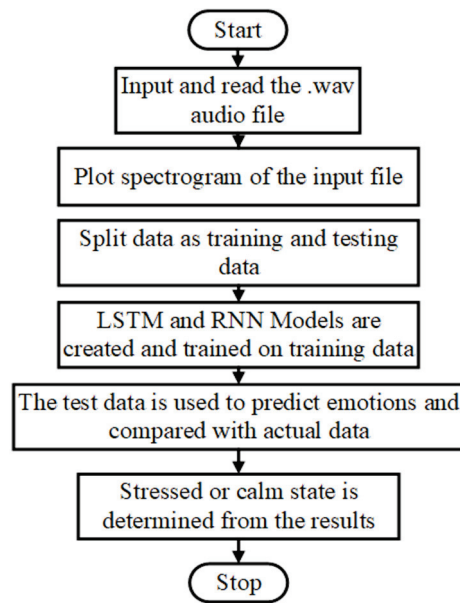 Start
Input and read the .wav
audio file
Plot spectrogram of the input file
Split data as training and testing
data
LSTM and RNN Models are
created and trained on training data
The test data is used to predict emotions and
compared with actual data
Stressed or calm state is
determined from the results
Stop